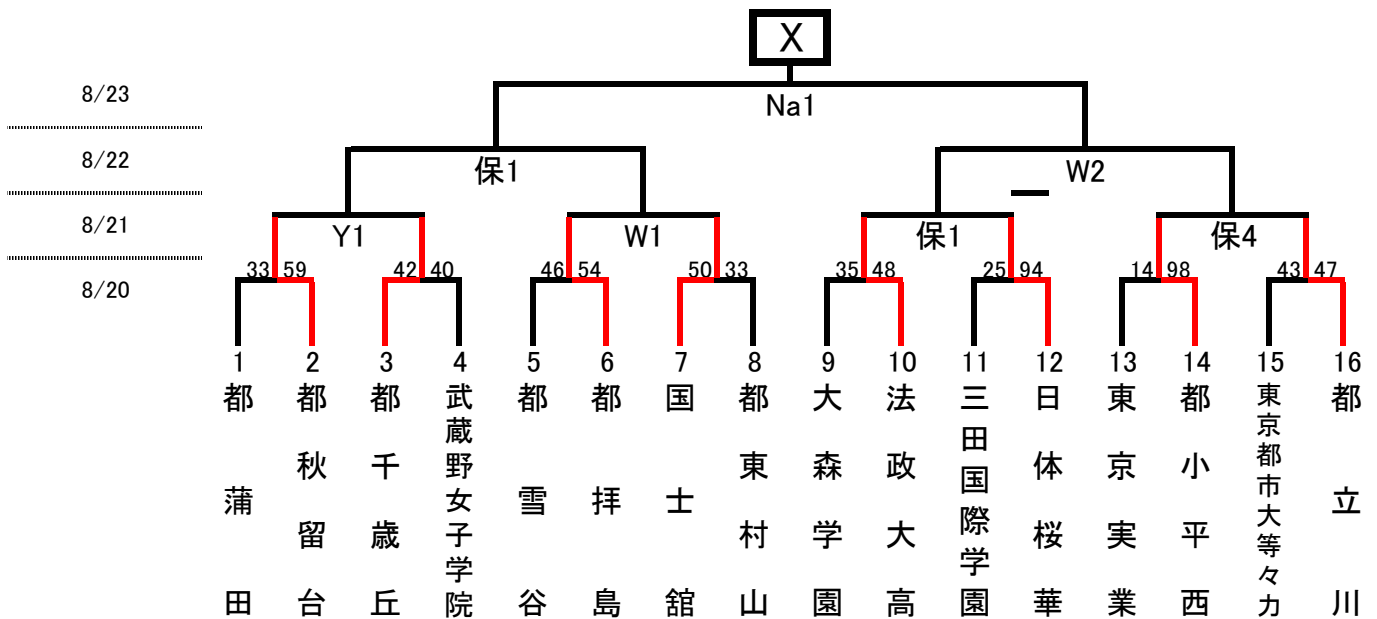 X
8/23
Na1
8/22
保1
W2
8/21
Y1
W1
保1
保4
33 59
42 40
46 54
50 33
35 48
25 94
14 98
43 47
8/20
1 2 3 4 5 6 7 8 9 10 11 12 13 14 15 16
都蒲田
都秋留台
都千歳丘
武蔵野女子学院
都雪谷
都拝島
国士舘
都東村山
大森学園
法政大高
三田国際学園
日体桜華
東京実業
都小平西
東京都市大等々力
都立川